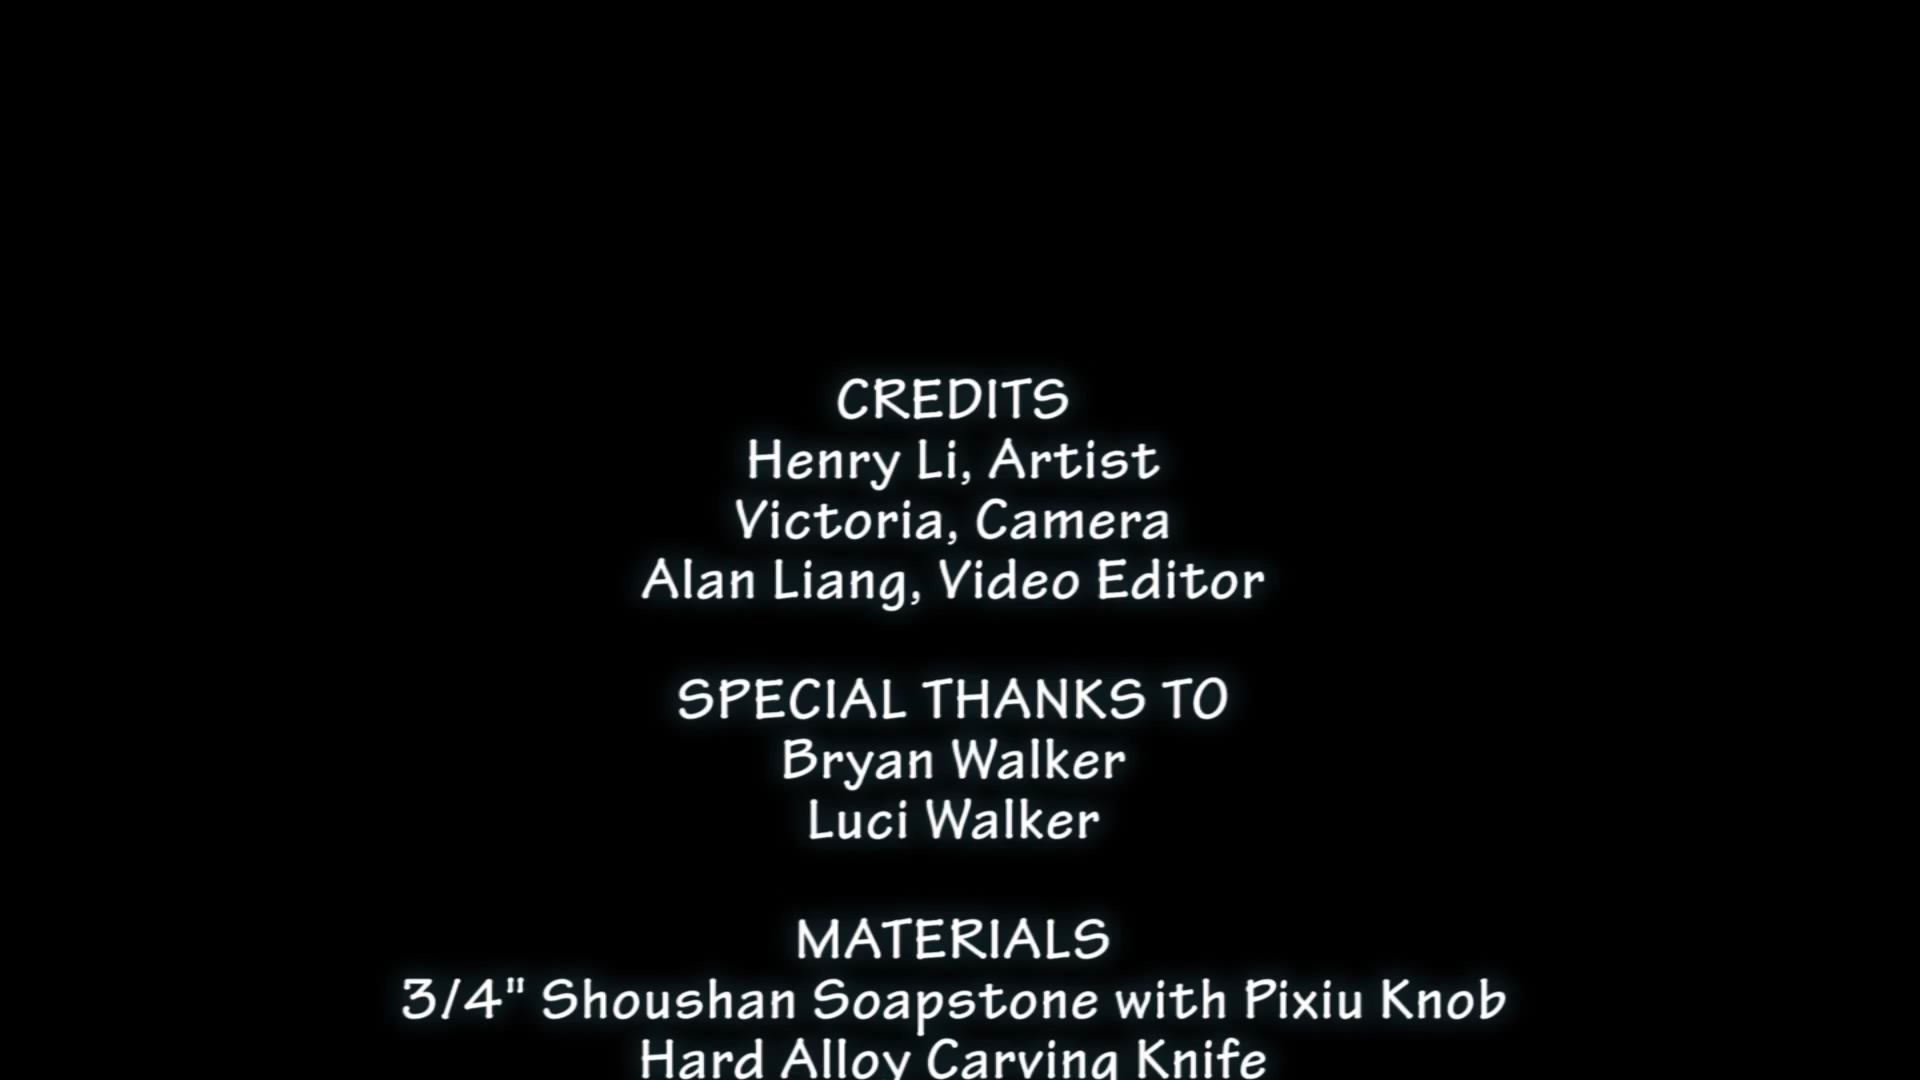 CREDITS
Henry Li, Artist
Victoria, Camera
Alan Liang, Video Editor
SPECIAL THANKS TO
Bryan Walker
Luci Walker
MATERIALS
3/4" Shoushan Soapstone with Pixiu Knob
Hard Alloy Carving Knife